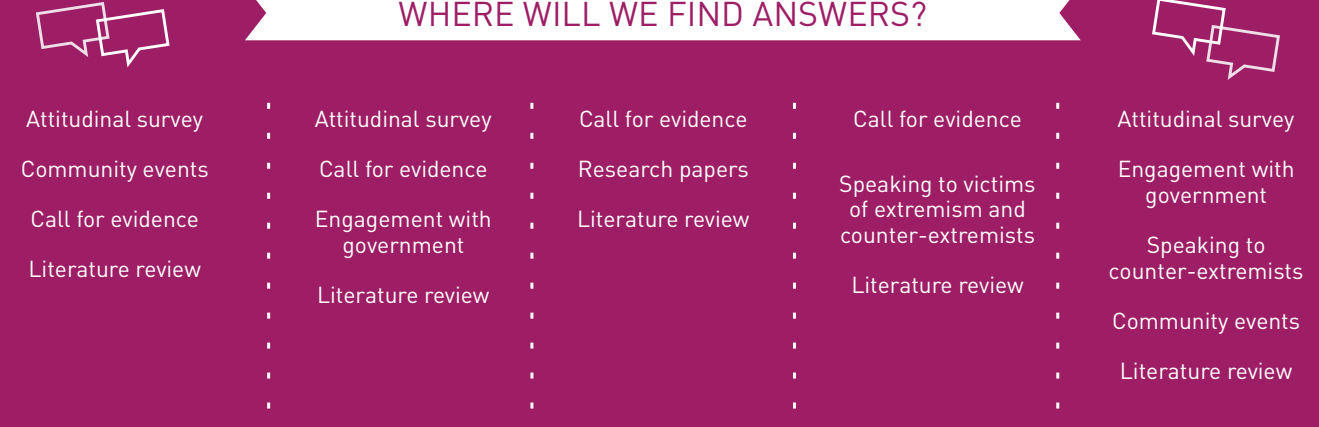 WHERE WILL WE FIND ANSWERS?
Attitudinal survey
Community events
Call for evidence
Literature review
Attitudinal survey
Call for evidence
Engagement with
government
Literature review
Call for evidence
Research papers
Literature review
Call for evidence
Speaking to victims
of extremism and
counter-extremists
Literature review
Attitudinal survey
Engagement with
government
Speaking to
counter-extremists
Community events
Literature review